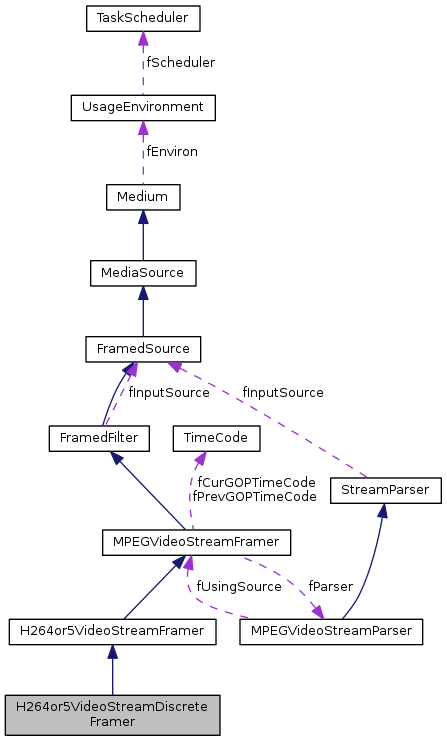 TaskScheduler
fScheduler
UsageEnvironment
fEnviron
Medium
MediaSource
FramedSource
fInputSource
fInputSource
FramedFilter
TimeCode
fCurGOPTimeCode
fPrevGOPTimeCode
StreamParser
MPEGVideoStreamFramer
fUsingSource
fParser
H264or5VideoStreamFramer
MPEGVideoStreamParser
H264or5VideoStreamDiscrete
Framer